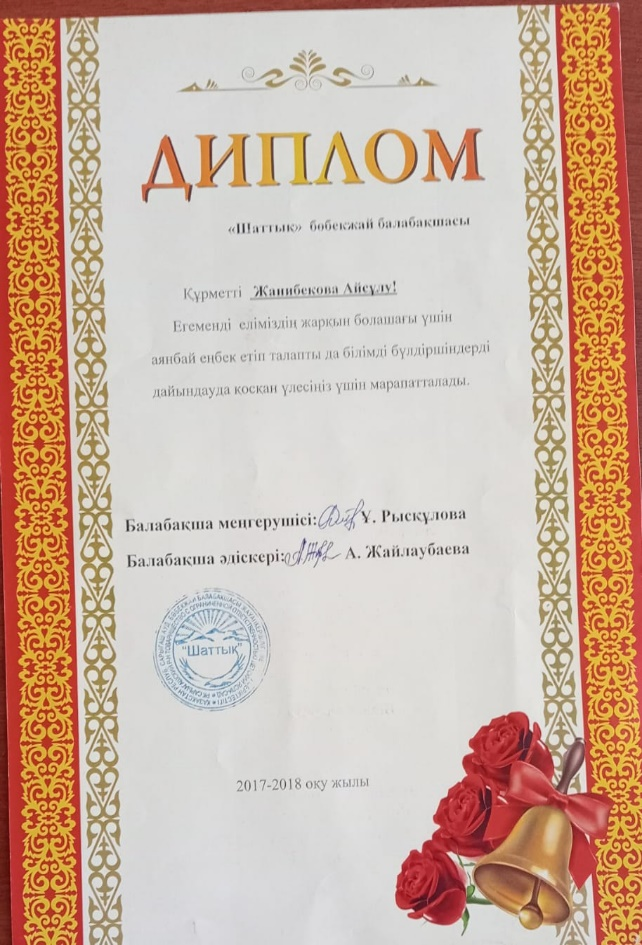 ДИПЛОМ
«Шаттық» бөбекжай балабақшасы
Құрметті Жанибекова Айсұлу!
Егеменді еліміздің жарқын болашағы үшін
аянбай еңбек етіп талапты да білімді бүлдіршіндерді
дайындауда қосқан үлесіңіз үшін марапатталады.
Балабақша меңгерушісі: Ұ. Рысқұлова
Балабақша әдіскері: А. Жайлаубаева
"Шаттық"
2017-2018 оқу жылы